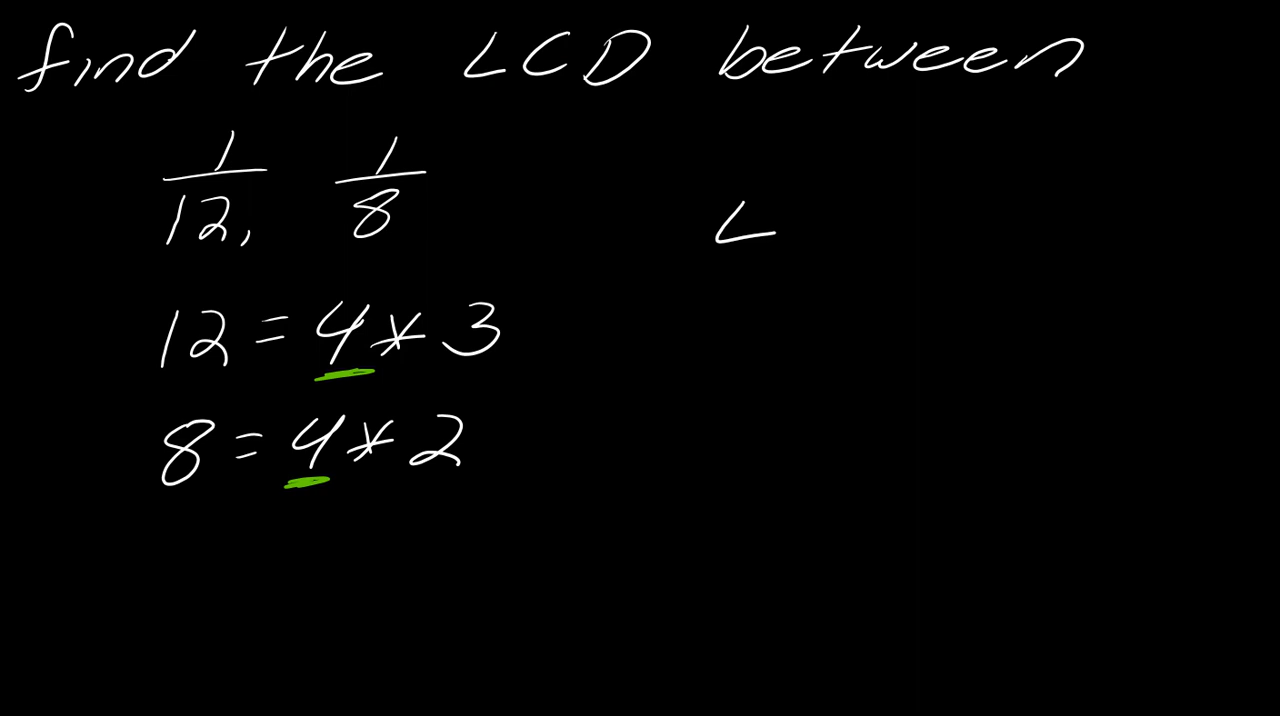 find the LCD between
1/12, 1/8
L
12 = 4 * 3
8 = 4 * 2